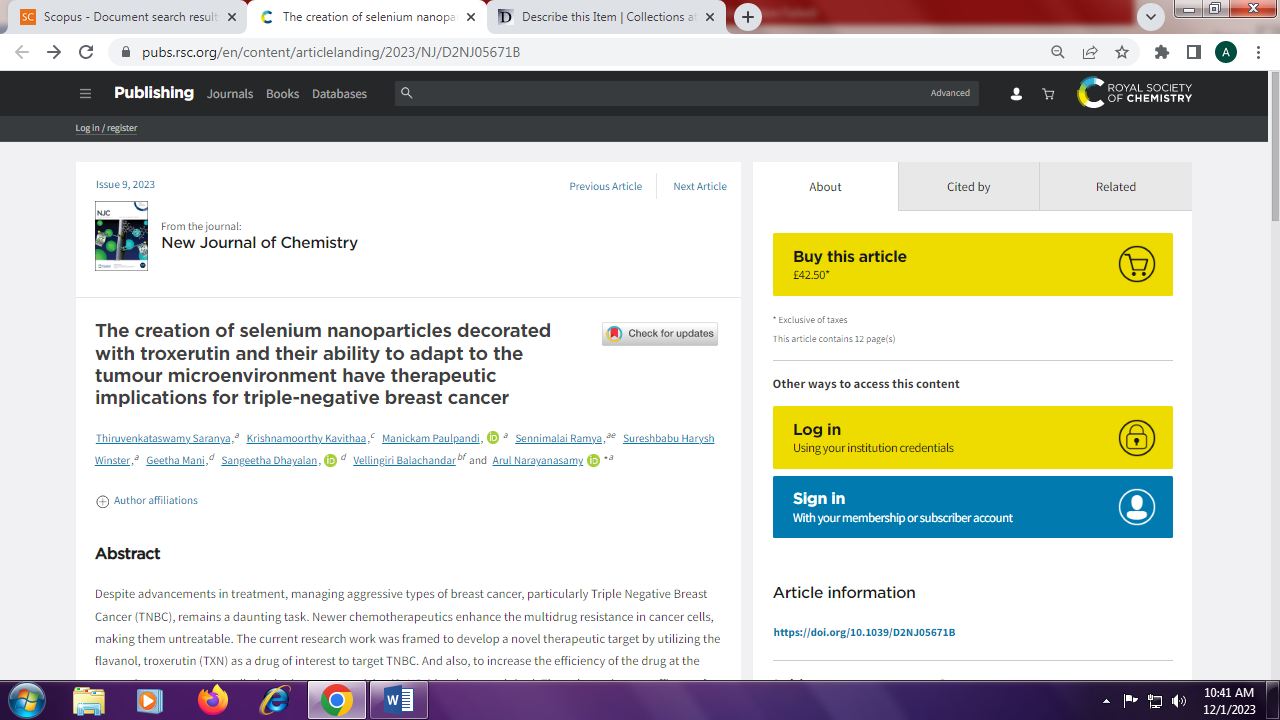 Scopus - Document search result
The creation of selenium nanopa
Describe this Item | Collections a
pubs.rsc.org/en/content/articlelanding/2023/NJ/D2NJ05671B
A
Publishing
Journals
Books
Databases
Advanced
ROYAL SOCIETY
OF CHEMISTRY
Log in / register
Issue 9, 2023
Previous Article
Next Article
NJC
From the journal:
New Journal of Chemistry
The creation of selenium nanoparticles decorated
with troxerutin and their ability to adapt to the
tumour microenvironment have therapeutic
implications for triple-negative breast cancer
Check for updates
Thiruvenkataswamy Saranya,a Krishnamoorthy Kavithaa,c Manickam Paulpandi, iD a Sennimalai Ramya,ae Sureshbabu Harysh
Winster,a Geetha Mani,d Sangeetha Dhayalan, iD d Vellingiri Balachandar bf and Arul Narayanasamy iD *a
Author affiliations
Abstract
Despite advancements in treatment, managing aggressive types of breast cancer, particularly Triple Negative Breast
Cancer (TNBC), remains a daunting task. Newer chemotherapeutics enhance the multidrug resistance in cancer cells,
making them untreatable. The current research work was framed to develop a novel therapeutic target by utilizing the
flavanol, troxerutin (TXN) as a drug of interest to target TNBC. And also, to increase the efficiency of the drug at the
About
Cited by
Related
Buy this article
£42.50*
* Exclusive of taxes
This article contains 12 page(s)
Other ways to access this content
Log in
Using your institution credentials
Sign in
With your membership or subscriber account
Article information
https://doi.org/10.1039/D2NJ05671B
10:41 AM
12/1/2023